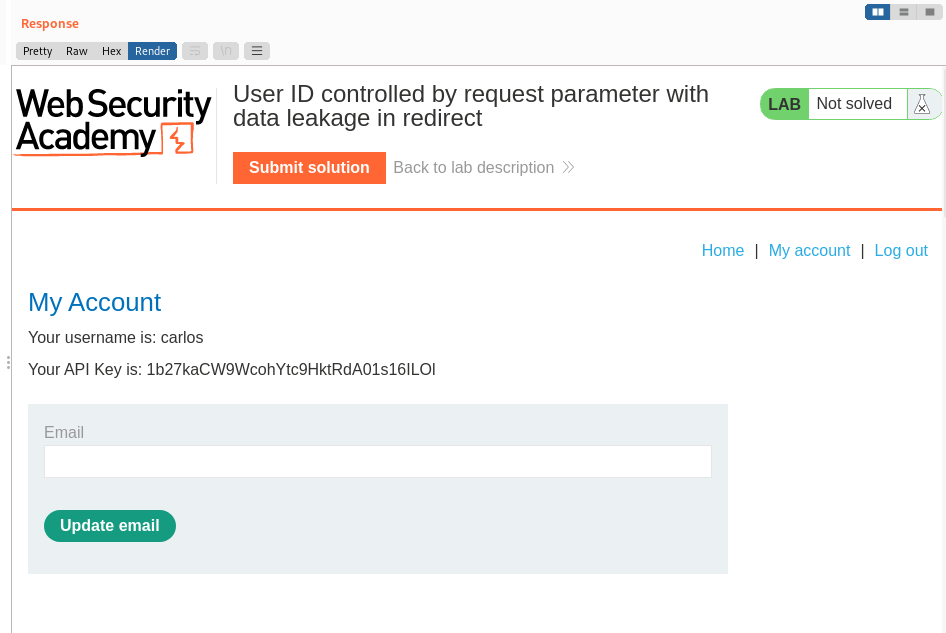 Response
Pretty Raw Hex Render \n
Web Security
Academy
User ID controlled by request parameter with
data leakage in redirect
LAB Not solved
Submit solution Back to lab description
Home | My account | Log out
My Account
Your username is: carlos
Your API Key is: 1b27kaCW9WcohYtc9HktRdA01s16ILOl
Email
Update email